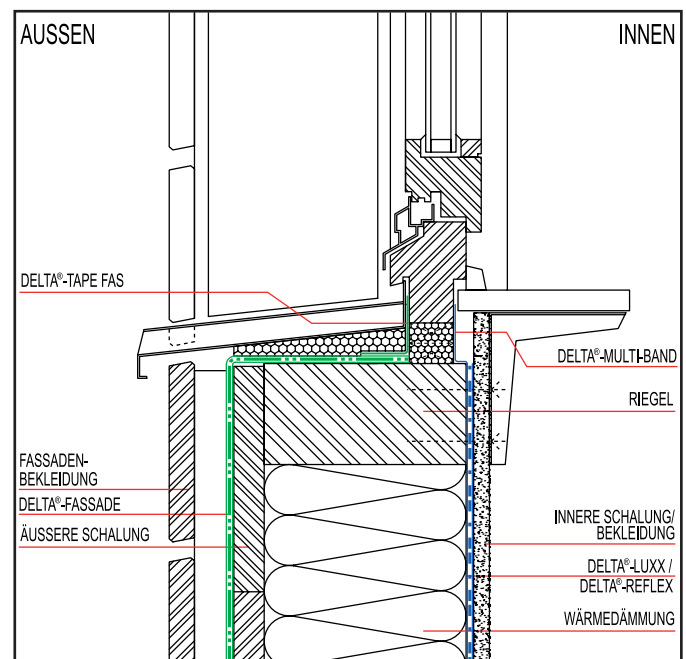 AUSSEN
INNEN
DELTA®-TAPE FAS
DELTA®-MULTI-BAND
RIEGEL
FASSADEN-
BEKLEIDUNG
DELTA®-FASSADE
ÄUSSERE SCHALUNG
INNERE SCHALUNG/
BEKLEIDUNG
DELTA®-LUXX /
DELTA®-REFLEX
WÄRMEDÄMMUNG